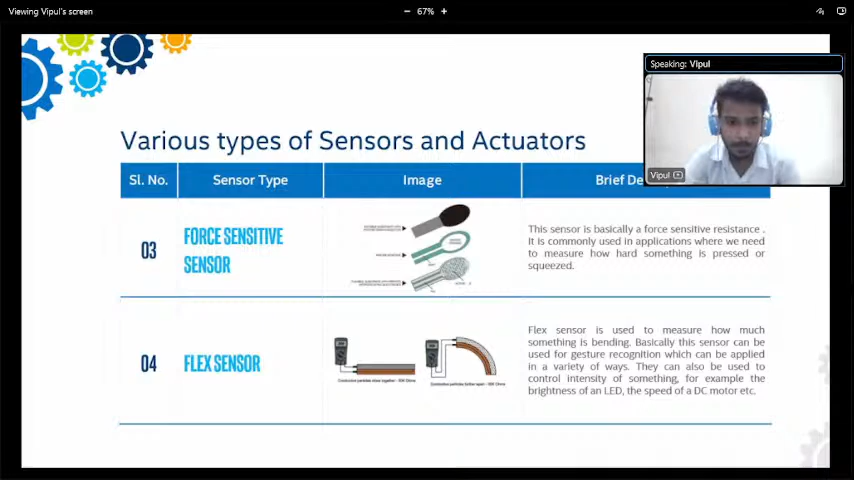 Viewing Vipul's screen
67%
Speaking: Vipul
Vipul
Various types of Sensors and Actuators
Sl. No.
Sensor Type
Image
Brief De
03
FORCE SENSITIVE
SENSOR
This sensor is basically a force sensitive resistance .
It is commonly used in applications where we need
to measure how hard something is pressed or
squeezed.
04
FLEX SENSOR
Flex sensor is used to measure how much
something is bending. Basically this sensor can be
used for gesture recognition which can be applied
in a variety of ways. They can also be used to
control intensity of something, for example the
brightness of an LED, the speed of a DC motor etc.